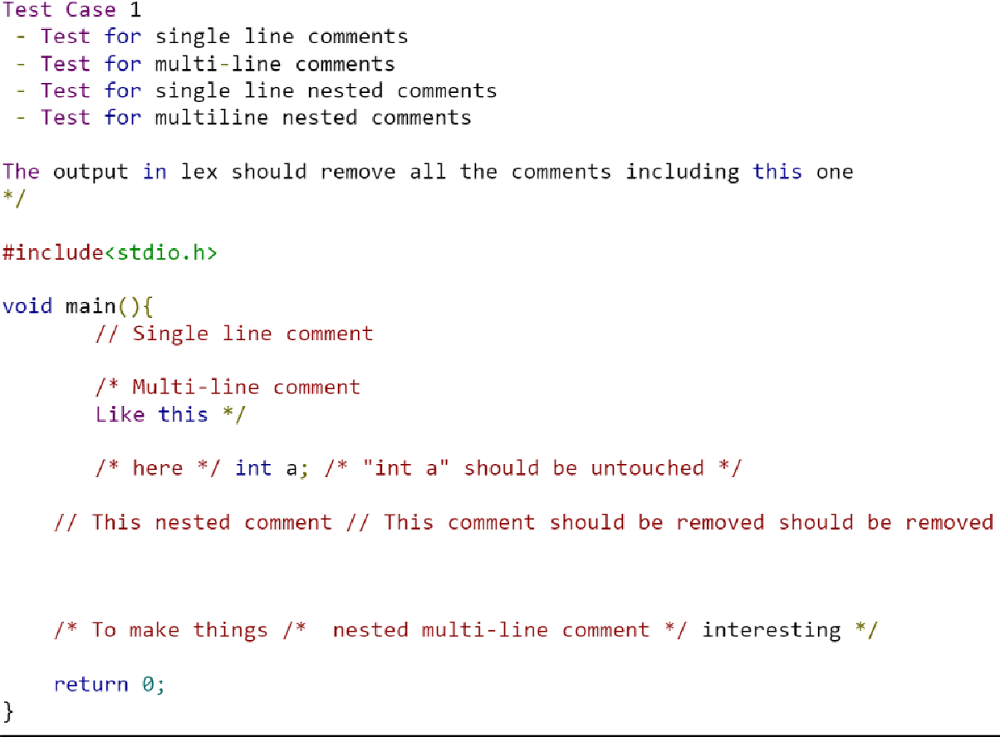 Test Case 1
- Test for single line comments
- Test for multi-line comments
- Test for single line nested comments
- Test for multiline nested comments
The output in lex should remove all the comments including this one
*/
#include<stdio.h>
void main(){
// Single line comment
/* Multi-line comment
Like this */
/* here */ int a; /* "int a" should be untouched */
// This nested comment // This comment should be removed should be removed
/* To make things /*  nested multi-line comment */ interesting */
return 0;
}